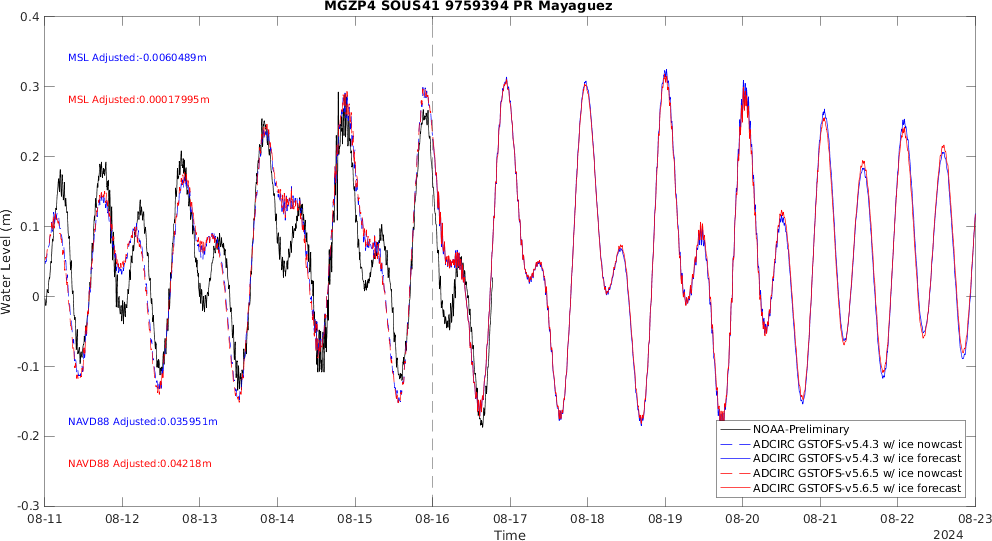 MGZP4 SOUS41 9759394 PR Mayaguez
Water Level (m)
0.4
0.3
0.2
0.1
0
-0.1
-0.2
-0.3
MSL Adjusted:-0.0060489m
MSL Adjusted:0.00017995m
NAVD88 Adjusted:0.035951m
NAVD88 Adjusted:0.04218m
NOAA-Preliminary
ADCIRC GSTOFS-v5.4.3 w/ ice nowcast
ADCIRC GSTOFS-v5.4.3 w/ ice forecast
ADCIRC GSTOFS-v5.6.5 w/ ice nowcast
ADCIRC GSTOFS-v5.6.5 w/ ice forecast
08-11 08-12 08-13 08-14 08-15 08-16 08-17 08-18 08-19 08-20 08-21 08-22 08-23
Time
2024